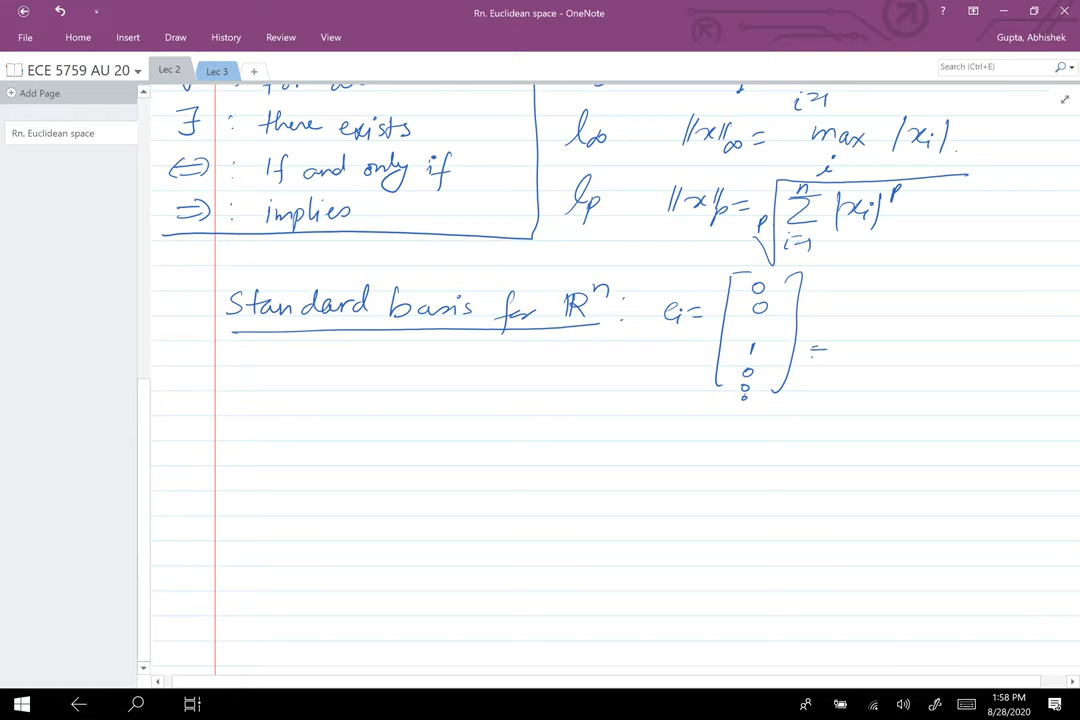 Rn. Euclidean space - OneNote
File Home Insert Draw History Review View Gupta, Abhishek
ECE 5759 AU 20 Lec 2 Lec 3 Search (Ctrl+E)
Add Page
Rn. Euclidean space
i=1
∃ : there exists
⇔ : If and only if
⇒ : implies
l∞ ||x||∞ = max |xi|.
i
lp ||x||p = p√ n Σ i=1 |xi|^p
Standard basis for ℝ^n : ei = [ 0 0 1 0 0 0 ] =
1:58 PM
8/28/2020